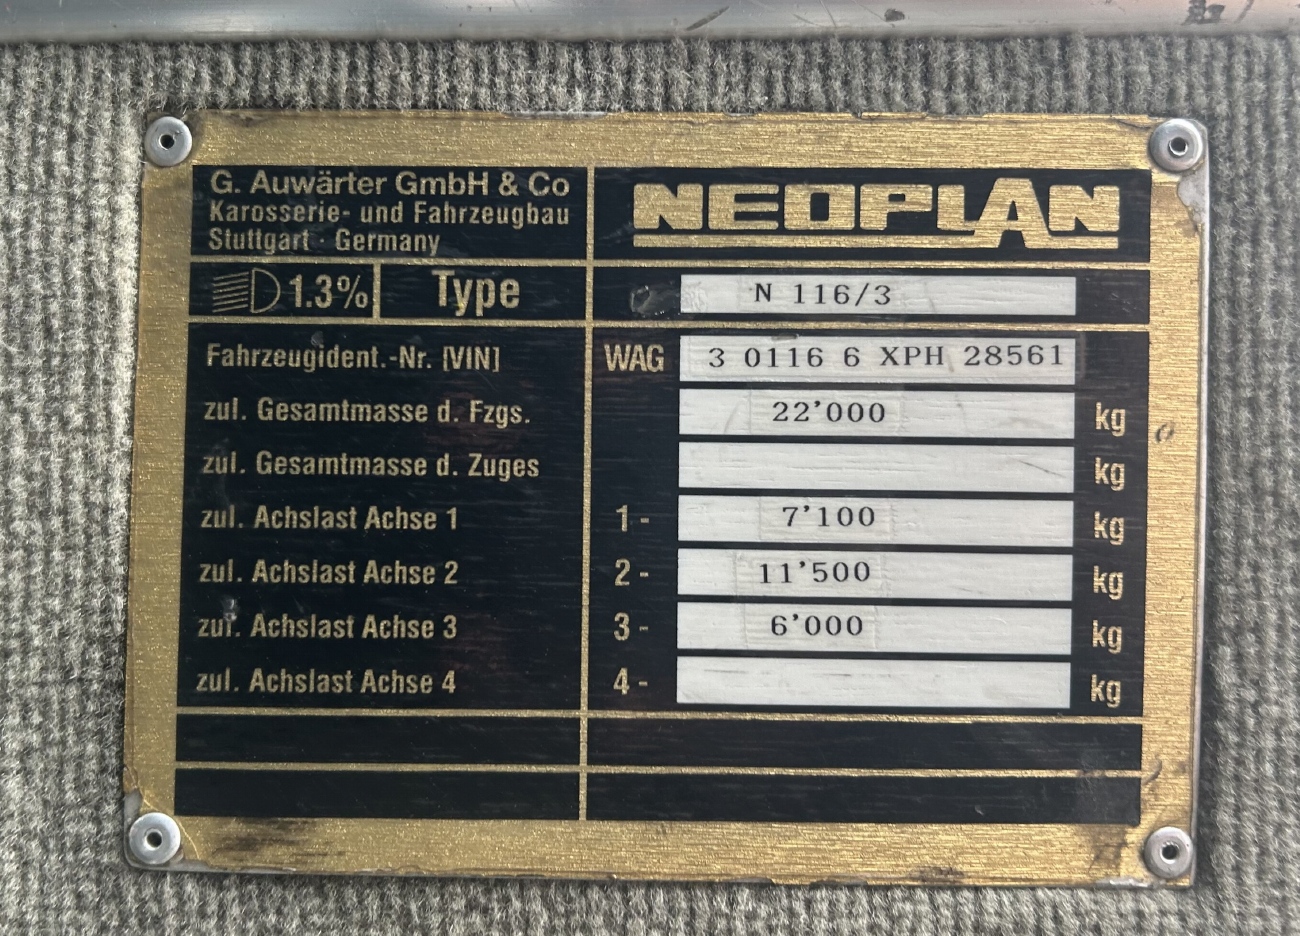 G. Auwärter GmbH & Co
Karosserie- und Fahrzeugbau
Stuttgart · Germany
NEOPLAN
1.3% Type N 116/3
Fahrzeugident.-Nr. [VIN] WAG 3 0116 6 XPH 28561
zul. Gesamtmasse d. Fzgs. 22'000 kg
zul. Gesamtmasse d. Zuges kg
zul. Achslast Achse 1 1- 7'100 kg
zul. Achslast Achse 2 2- 11'500 kg
zul. Achslast Achse 3 3- 6'000 kg
zul. Achslast Achse 4 4- kg